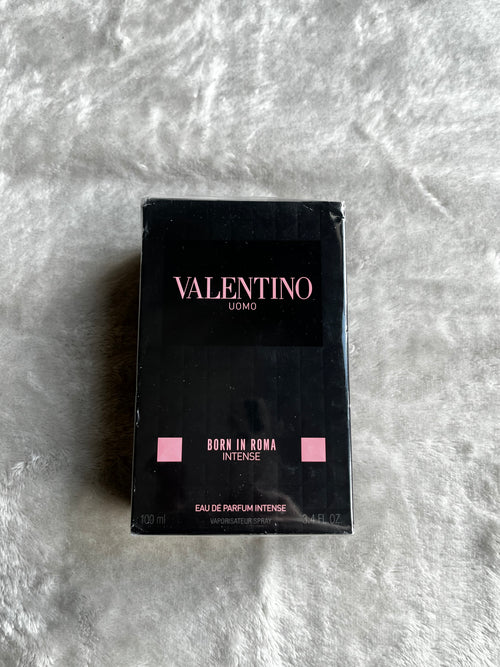 VALENTINO
UOMO
BORN IN ROMA
INTENSE
EAU DE PARFUM INTENSE
100 ml VAPORISATEUR SPRAY 3.4 FL. OZ.